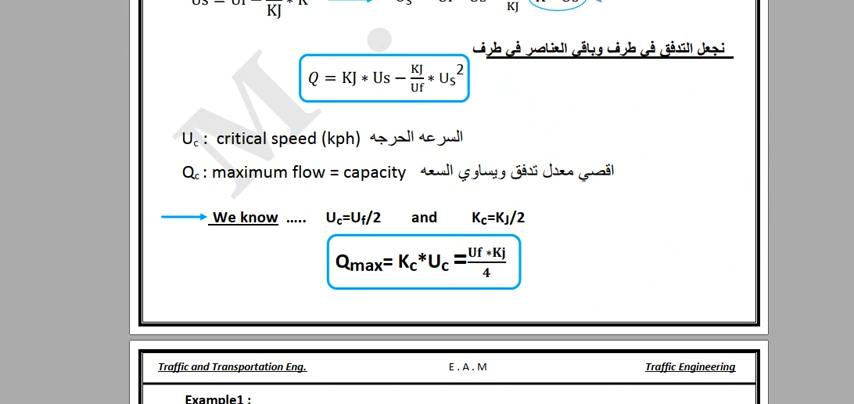 نجعل التدفق في طرف وباقي العناصر في طرف
Q = KJ ∗ Us − KJ/Uf ∗ Us²
Uc : critical speed (kph) السرعه الحرجه
Qc : maximum flow = capacity اقصي معدل تدفق ويساوي السعه
We know ..... Uc=Uf/2 and Kc=KJ/2
Qmax= Kc*Uc =Uf ∗Kj/4
Traffic and Transportation Eng. E.A.M Traffic Engineering
Example1 :